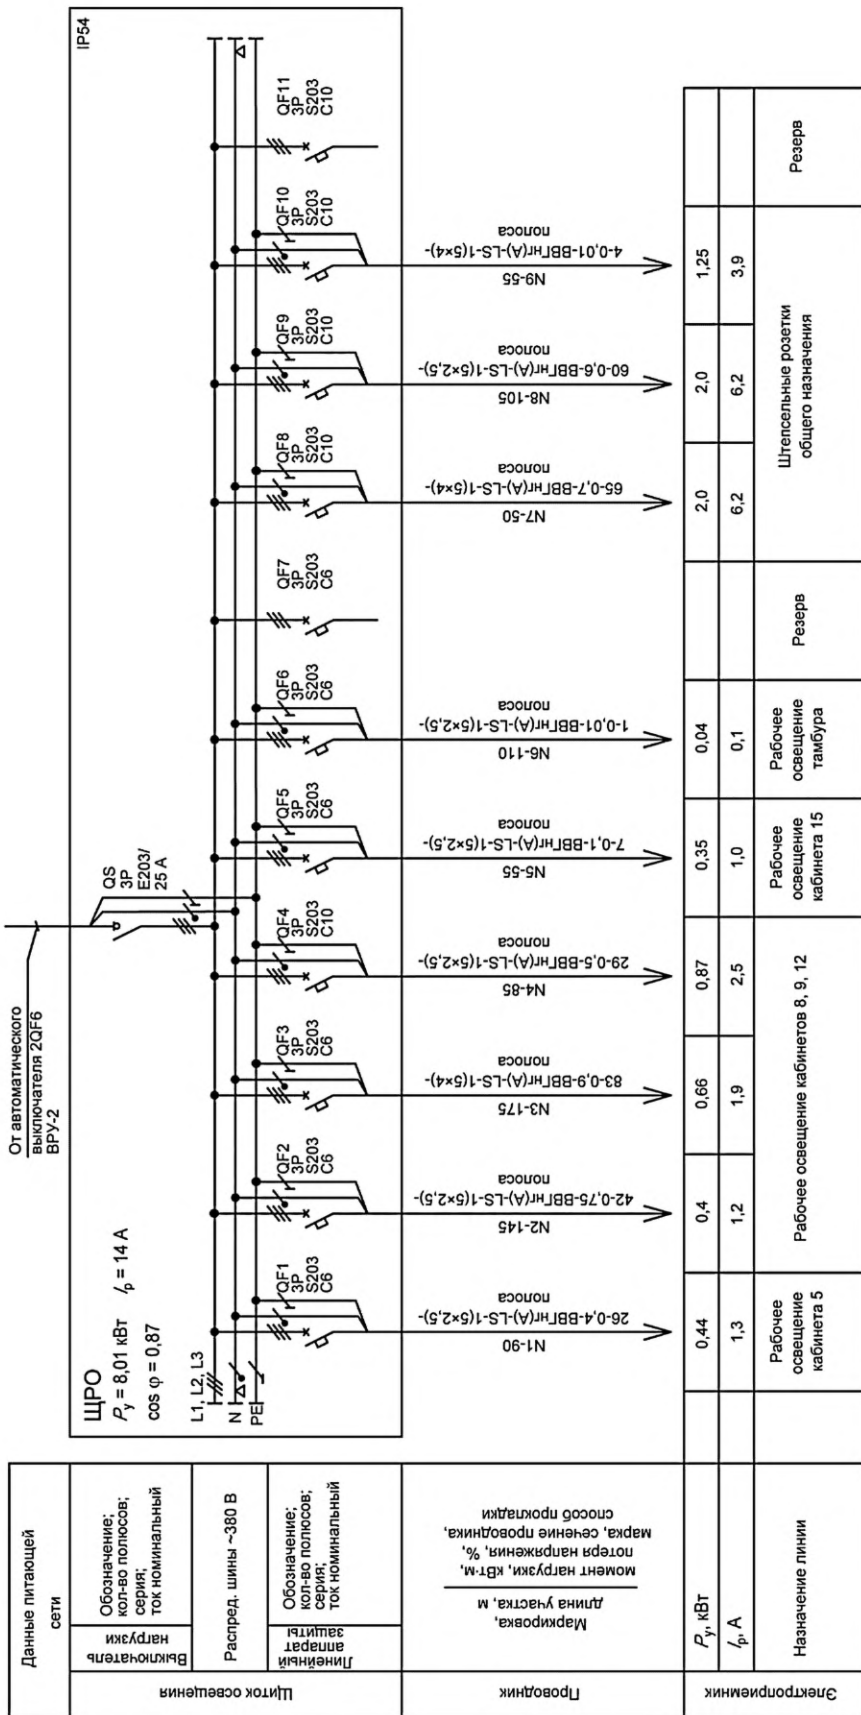 Данные питающей
сети
Щиток освещения
Выключатель
нагрузки
Обозначение;
кол-во полюсов;
серия;
ток номинальный
Распред. шины ~380 В
Линейный
аппарат
защиты
Обозначение;
кол-во полюсов;
серия;
ток номинальный
Проводник
Маркировка,
длина участка, м
момент нагрузки, кВт·м,
потеря напряжения, %,
марка, сечение проводника,
способ прокладки
Электроприемник
Pу, кВт
Iр, А
Назначение линии
От автоматического
выключателя 2QF6
ВРУ-2
IP54
ЩРО
Pу = 8,01 кВт Iр = 14 А
cos φ = 0,87
QS
3P
E203/
25 A
L1, L2, L3
N
PE
QF1
3P
S203
C6
QF2
3P
S203
C6
QF3
3P
S203
C6
QF4
3P
S203
C10
QF5
3P
S203
C6
QF6
3P
S203
C6
QF7
3P
S203
C6
QF8
3P
S203
C10
QF9
3P
S203
C10
QF10
3P
S203
C10
QF11
3P
S203
C10
N1-90
26-0,4-ВВГнг(А)-LS-1(5×2,5)-
полоса
N2-145
42-0,75-ВВГнг(А)-LS-1(5×2,5)-
полоса
N3-175
83-0,9-ВВГнг(А)-LS-1(5×4)-
полоса
N4-85
29-0,5-ВВГнг(А)-LS-1(5×2,5)-
полоса
N5-55
7-0,1-ВВГнг(А)-LS-1(5×2,5)-
полоса
N6-110
1-0,01-ВВГнг(А)-LS-1(5×2,5)-
полоса
N7-50
65-0,7-ВВГнг(А)-LS-1(5×4)-
полоса
N8-105
60-0,6-ВВГнг(А)-LS-1(5×2,5)-
полоса
N9-55
4-0,01-ВВГнг(А)-LS-1(5×4)-
полоса
0,44 0,4 0,66 0,87 0,35 0,04 2,0 2,0 1,25
1,3 1,2 1,9 2,5 1,0 0,1 6,2 6,2 3,9
Рабочее
освещение
кабинета 5
Рабочее освещение кабинетов 8, 9, 12
Рабочее
освещение
кабинета 15
Рабочее
освещение
тамбура
Резерв
Штепсельные розетки
общего назначения
Резерв